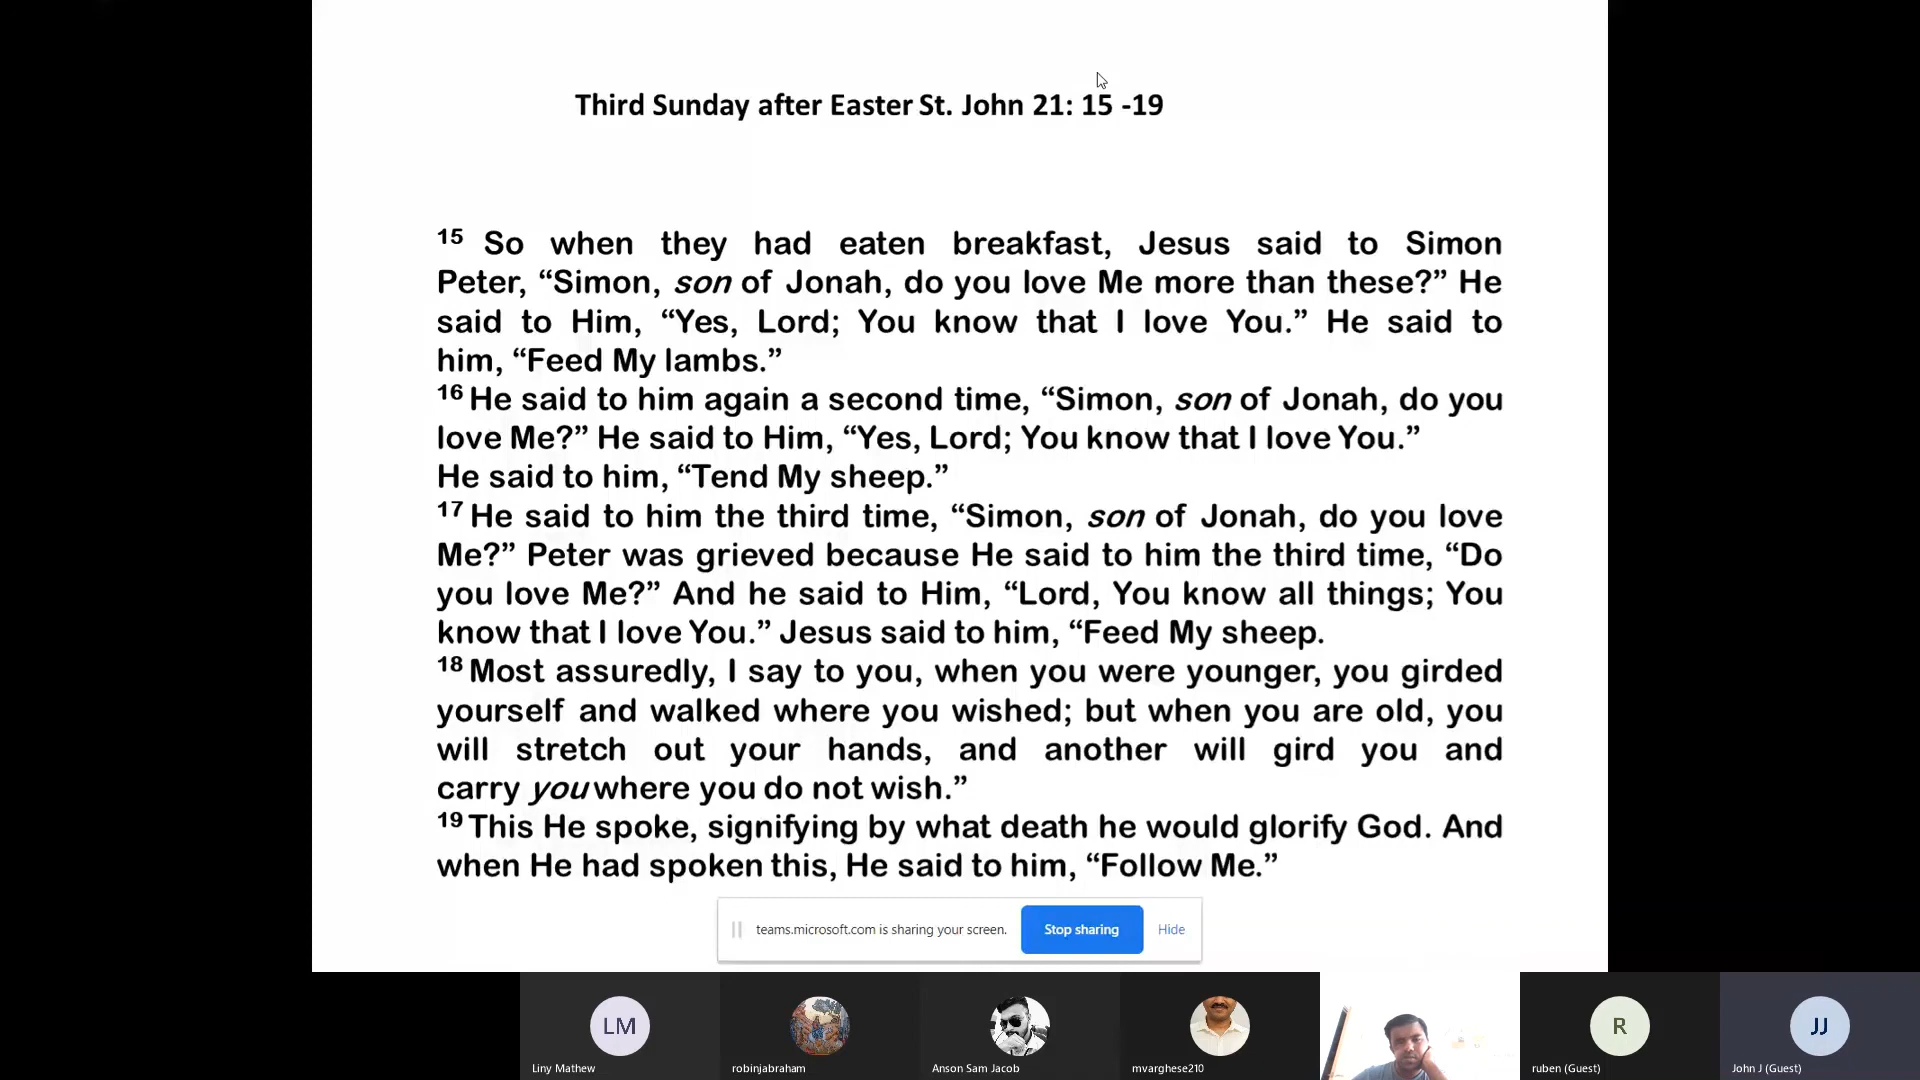 Third Sunday after Easter St. John 21: 15 -19
15 So when they had eaten breakfast, Jesus said to Simon
Peter, “Simon, son of Jonah, do you love Me more than these?” He
said to Him, “Yes, Lord; You know that I love You.” He said to
him, “Feed My lambs.”
16 He said to him again a second time, “Simon, son of Jonah, do you
love Me?” He said to Him, “Yes, Lord; You know that I love You.”
He said to him, “Tend My sheep.”
17 He said to him the third time, “Simon, son of Jonah, do you love
Me?” Peter was grieved because He said to him the third time, “Do
you love Me?” And he said to Him, “Lord, You know all things; You
know that I love You.” Jesus said to him, “Feed My sheep.
18 Most assuredly, I say to you, when you were younger, you girded
yourself and walked where you wished; but when you are old, you
will stretch out your hands, and another will gird you and
carry you where you do not wish.”
19 This He spoke, signifying by what death he would glorify God. And
when He had spoken this, He said to him, “Follow Me.”
teams.microsoft.com is sharing your screen. Stop sharing Hide
LM R JJ
Liny Mathew robinjabraham Anson Sam Jacob mvarghese210 ruben (Guest) John J (Guest)